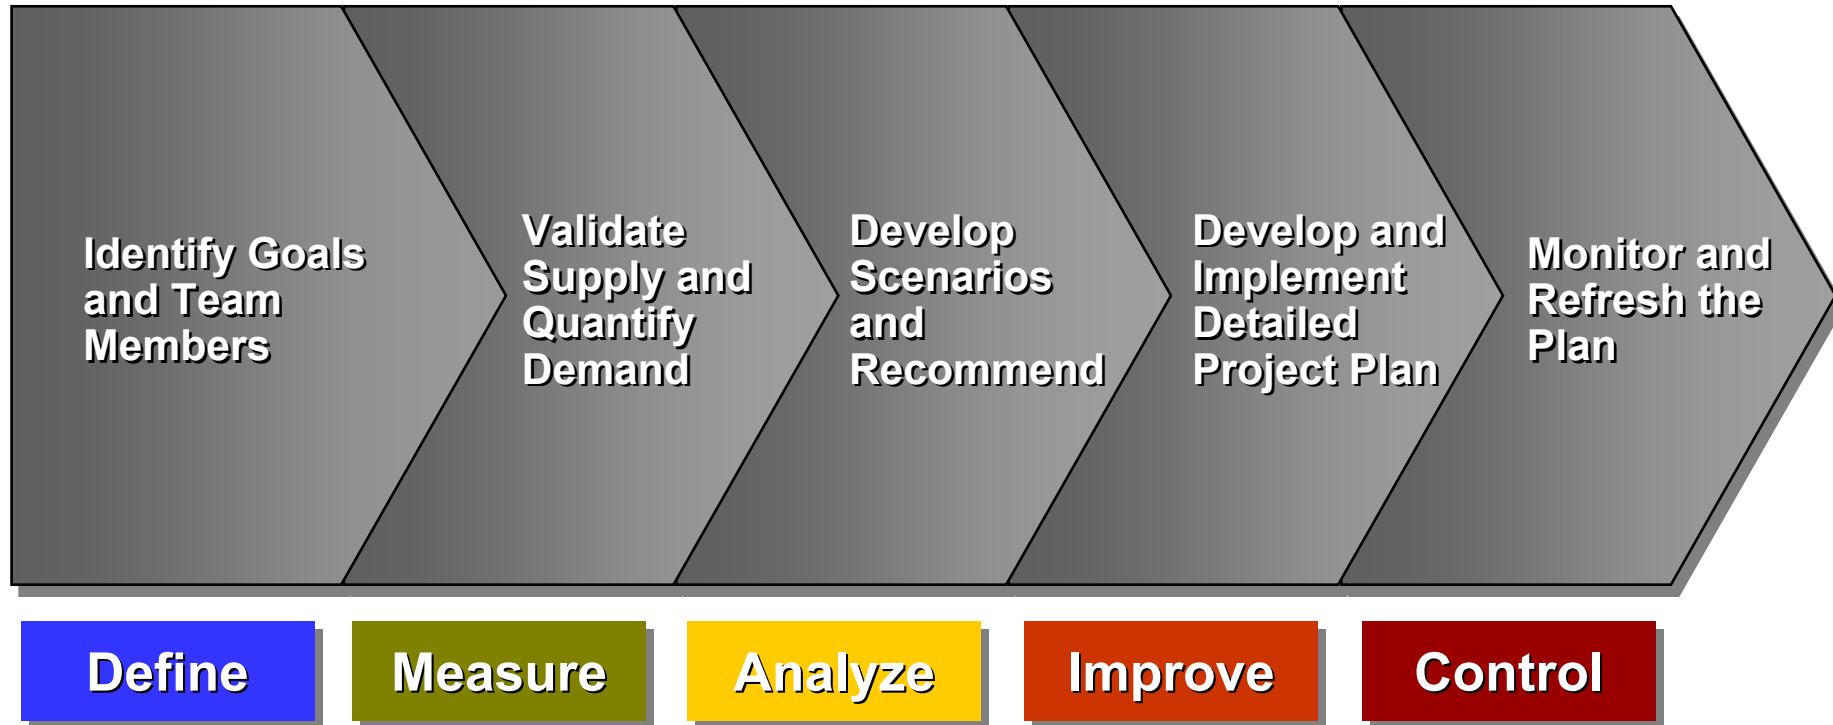 Identify Goals
and Team
Members
Validate
Supply and
Quantify
Demand
Develop
Scenarios
and
Recommend
Develop and
Implement
Detailed
Project Plan
Monitor and
Refresh the
Plan
Define
Measure
Analyze
Improve
Control